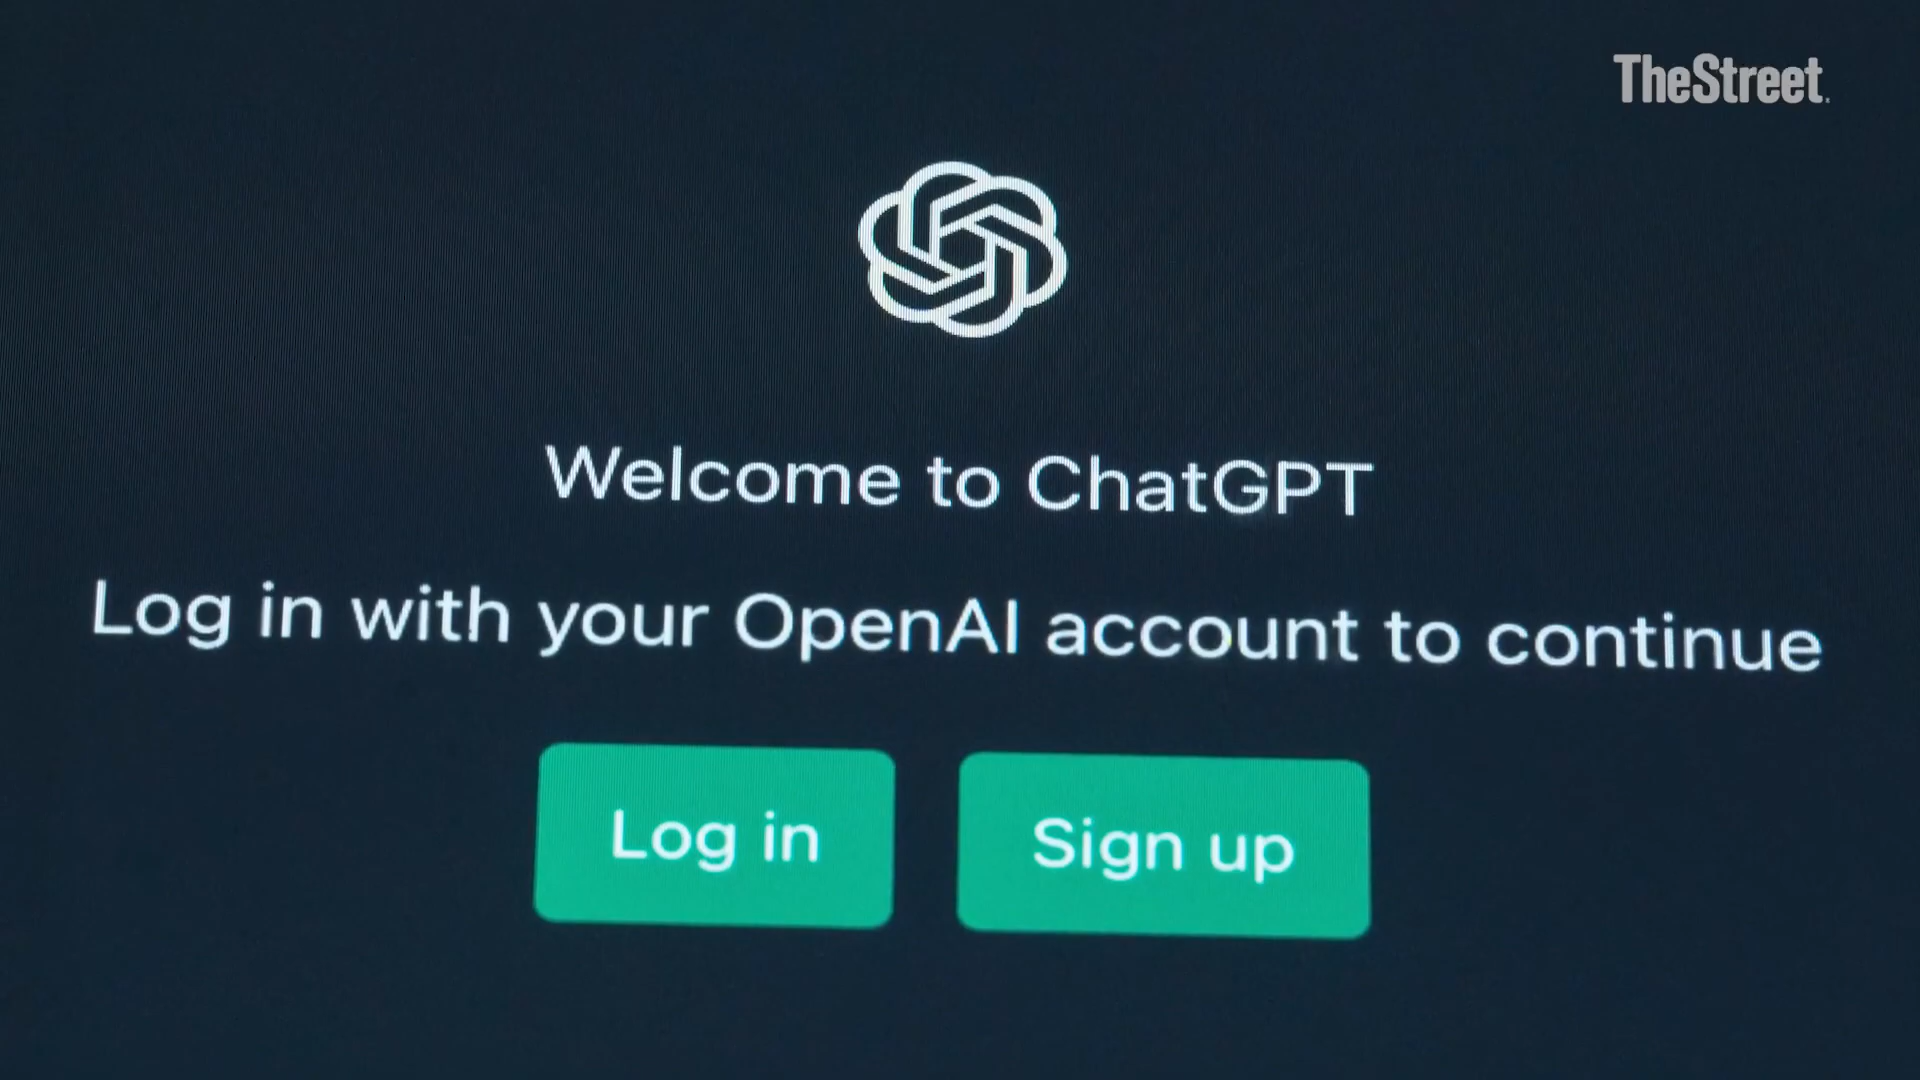 TheStreet
Welcome to ChatGPT
Log in with your OpenAI account to continue
Log in
Sign up